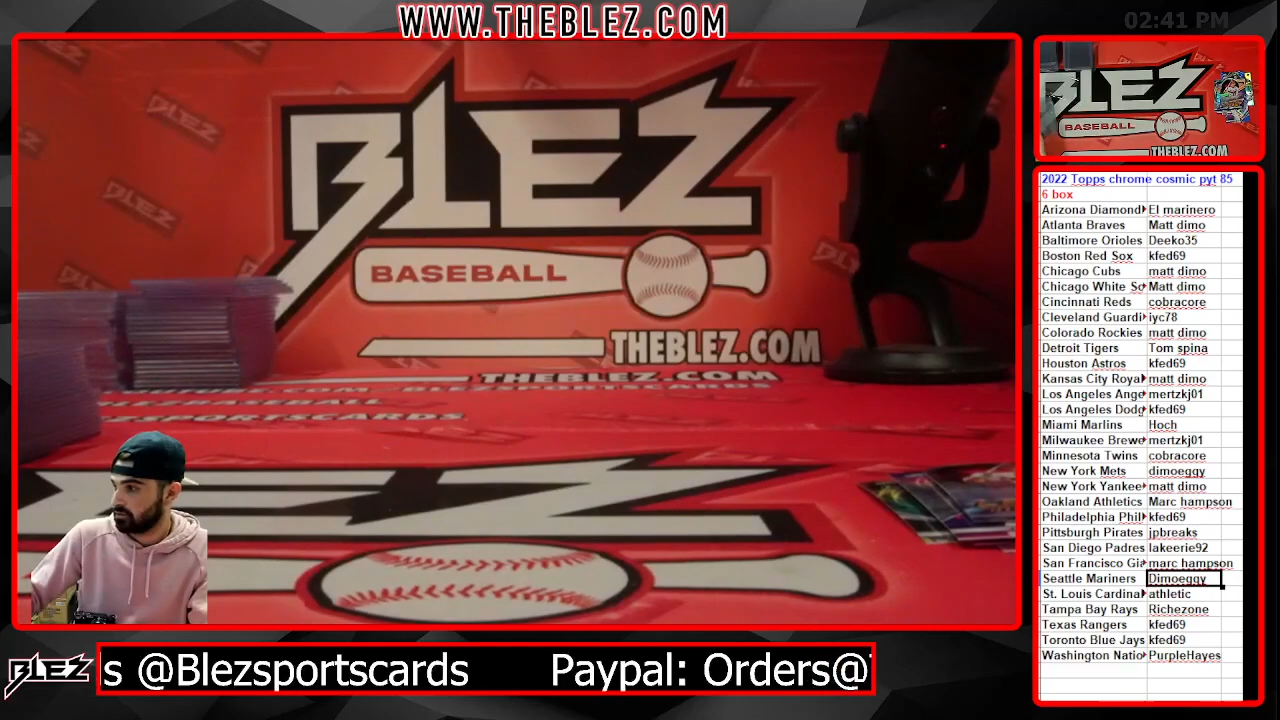 WWW.THEBLEZ.COM
02:41 PM
BLEZ
BASEBALL
THEBLEZ.COM
THEBLEZ.COM
BLEZ
BASEBALL
THEBLEZ.COM
2022 Topps chrome cosmic pyt 85
6 box
Arizona Diamond El marinero
Atlanta Braves Matt dimo
Baltimore Orioles Deeko35
Boston Red Sox kfed69
Chicago Cubs matt dimo
Chicago White So Matt dimo
Cincinnati Reds cobracore
Cleveland Guardi iyc78
Colorado Rockies matt dimo
Detroit Tigers Tom spina
Houston Astros kfed69
Kansas City Roya matt dimo
Los Angeles Ange mertzkj01
Los Angeles Dodg kfed69
Miami Marlins Hoch
Milwaukee Brewe mertzkj01
Minnesota Twins cobracore
New York Mets dimoeggy
New York Yankee matt dimo
Oakland Athletics Marc hampson
Philadelphia Phil kfed69
Pittsburgh Pirates jpbreaks
San Diego Padres lakeerie92
San Francisco Gia marc hampson
Seattle Mariners Dimoeggy
St. Louis Cardina athletic
Tampa Bay Rays Richezone
Texas Rangers kfed69
Toronto Blue Jays kfed69
Washington Natio PurpleHayes
BLEZ
s @Blezsportscards Paypal: Orders@